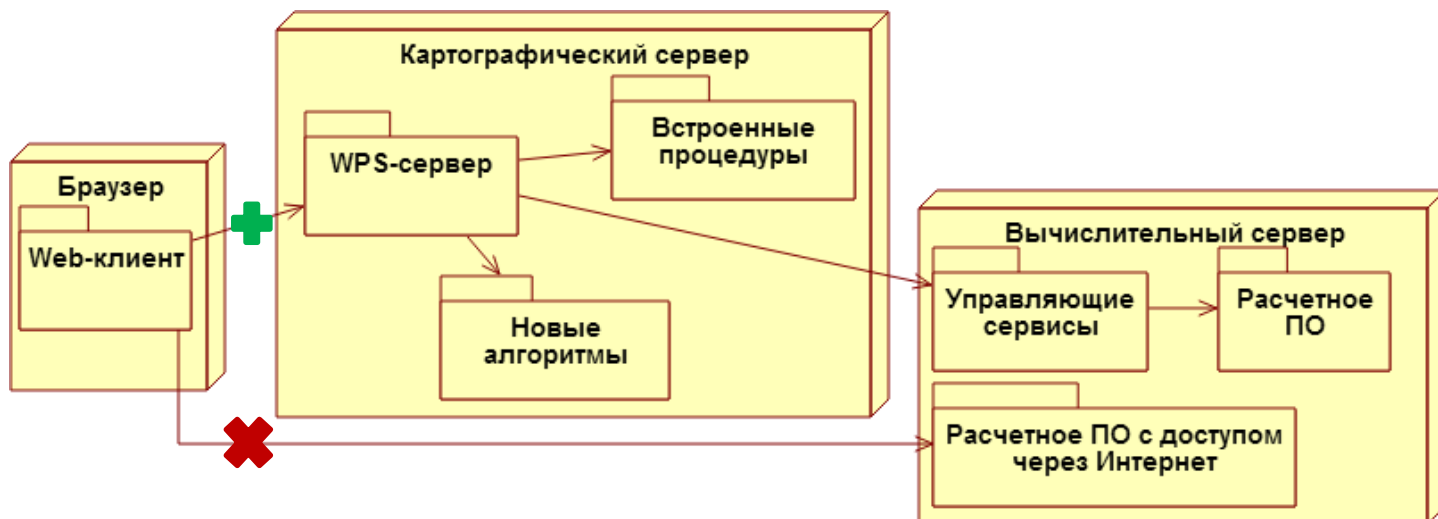 Картографический сервер
WPS-сервер
Встроенные
процедуры
Новые
алгоритмы
Браузер
Web-клиент
Вычислительный сервер
Управляющие
сервисы
Расчетное
ПО
Расчетное ПО с доступом
через Интернет